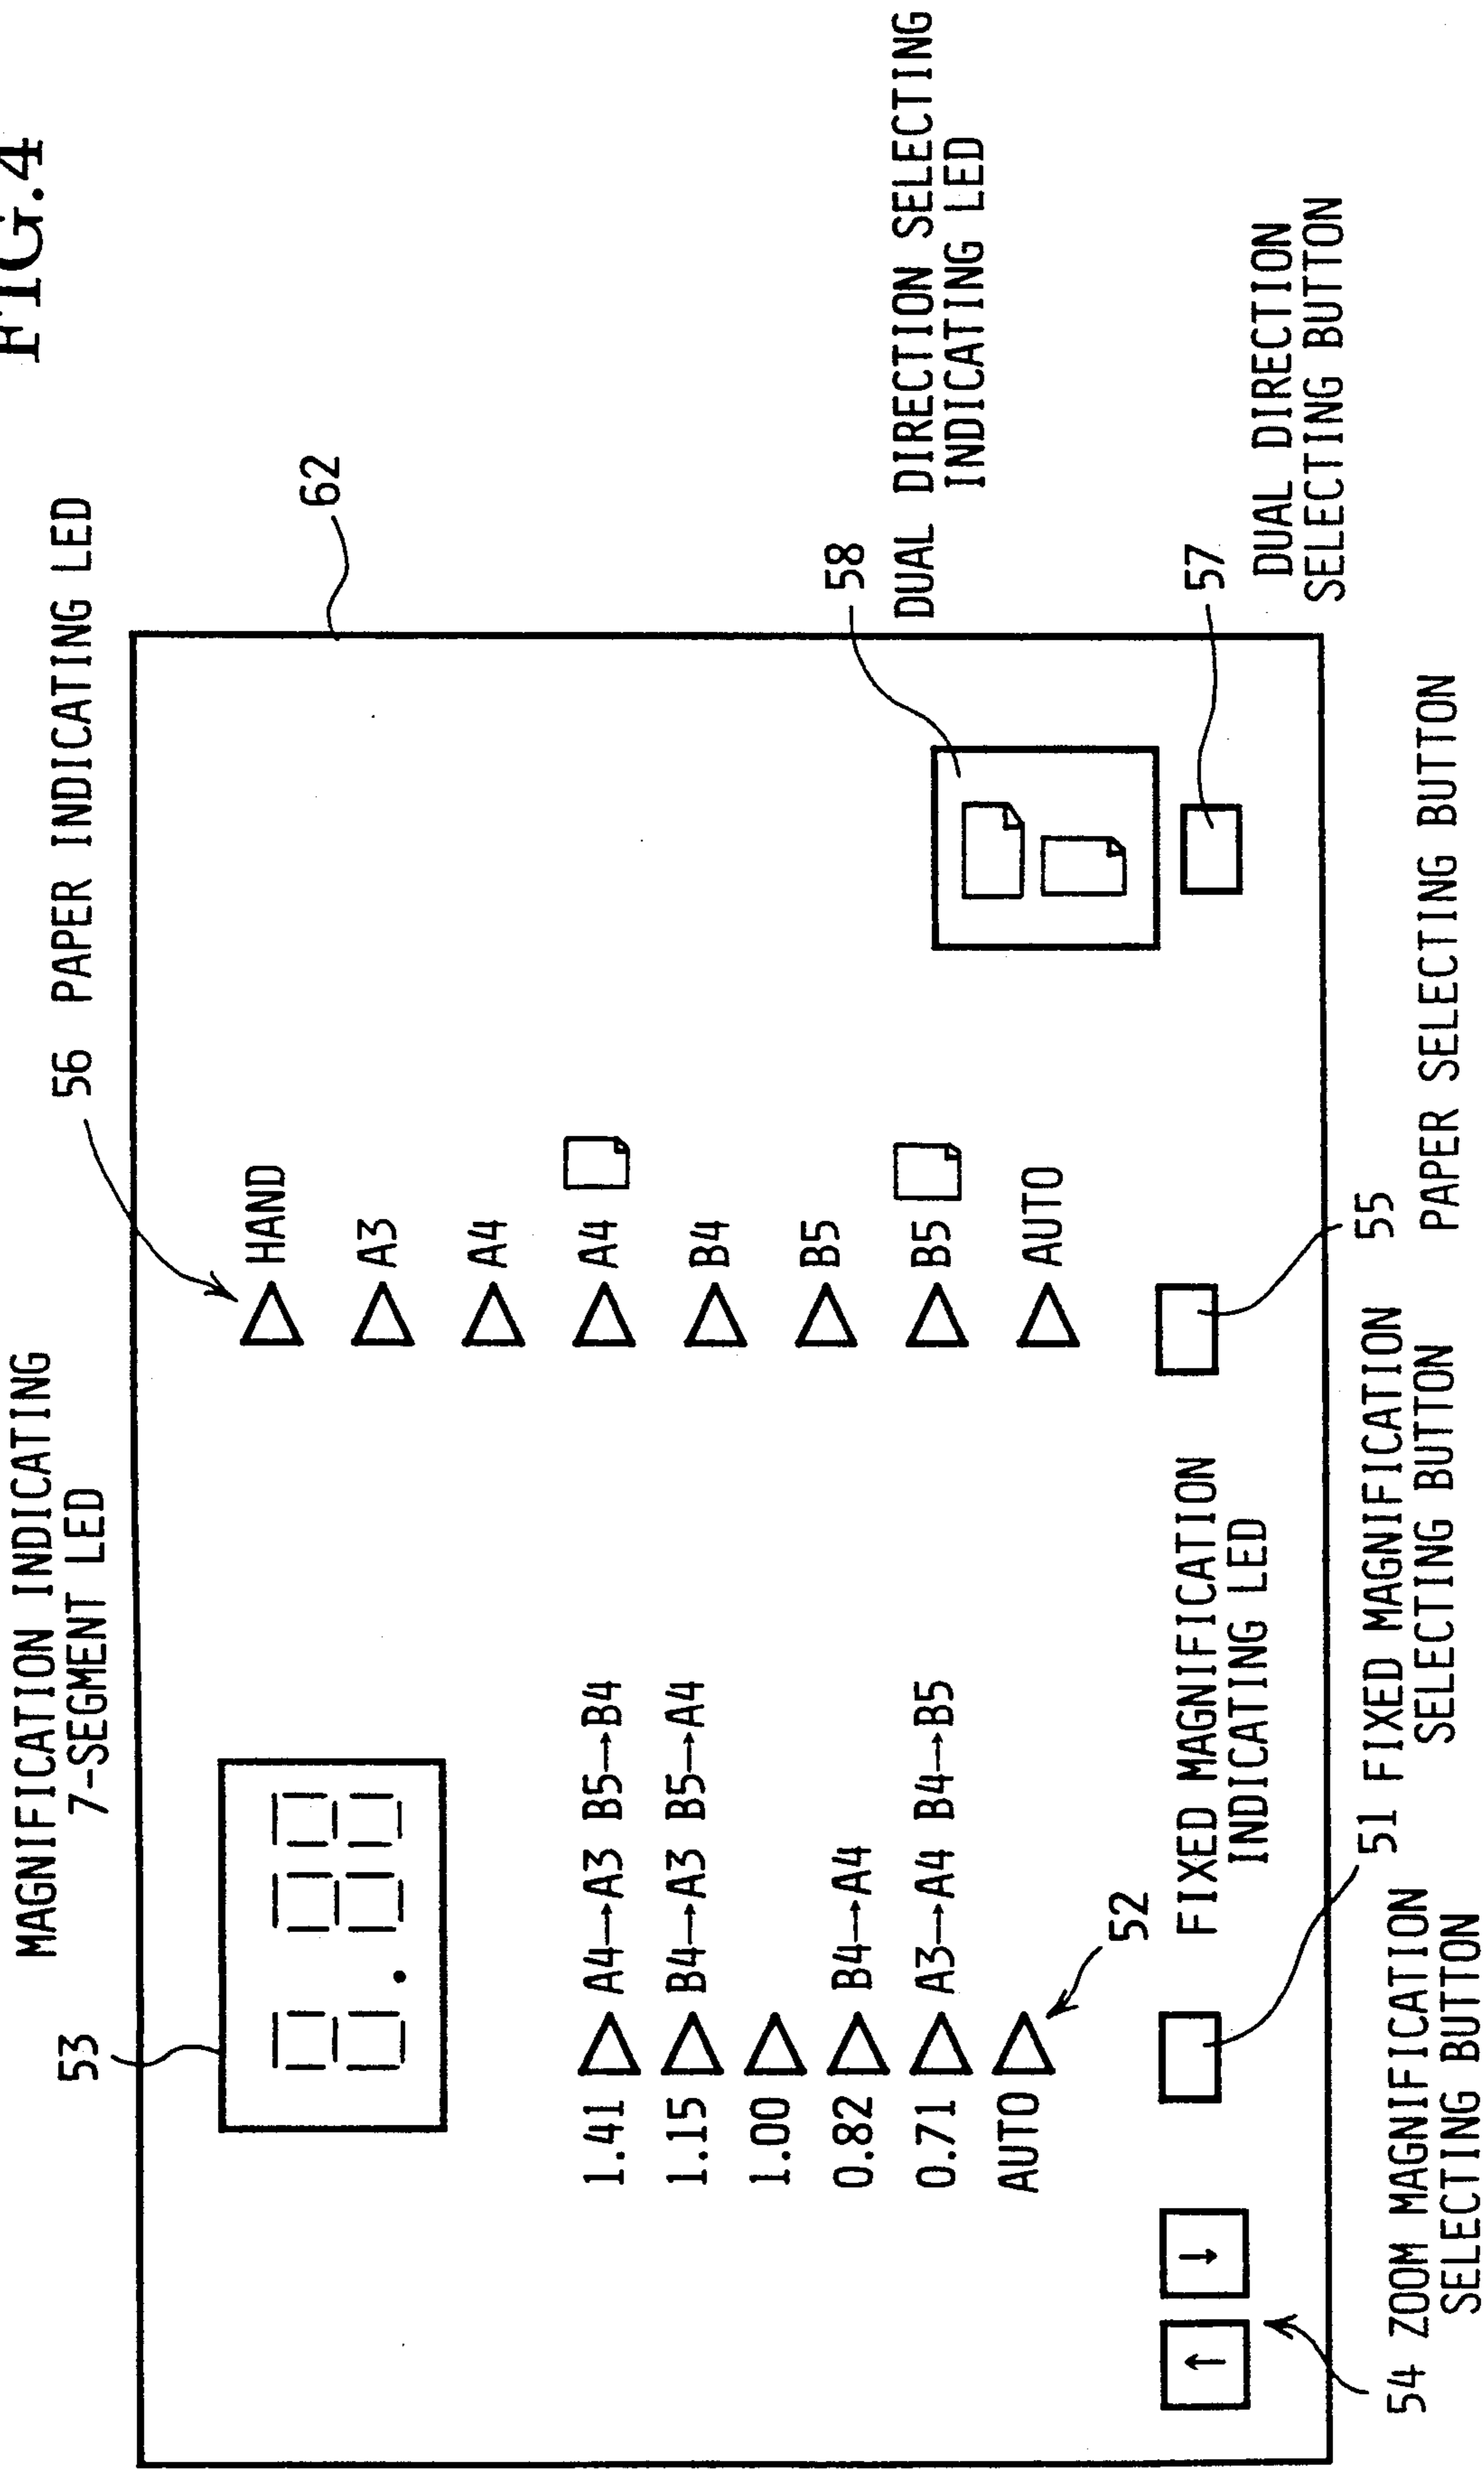 FIG.4
MAGNIFICATION INDICATING
7-SEGMENT LED
53
56 PAPER INDICATING LED
62
1.41 A4→A3 B5→B4
1.15 B4→A3 B5→A4
1.00
0.82 B4→A4
0.71 A3→A4 B4→B5
AUTO
52
FIXED MAGNIFICATION
INDICATING LED
HAND
A3
A4
A4
B4
B5
B5
AUTO
58
DUAL DIRECTION SELECTING
INDICATING LED
57
DUAL DIRECTION
SELECTING BUTTON
↑
↓
54 ZOOM MAGNIFICATION
SELECTING BUTTON
51 FIXED MAGNIFICATION
SELECTING BUTTON
55
PAPER SELECTING BUTTON